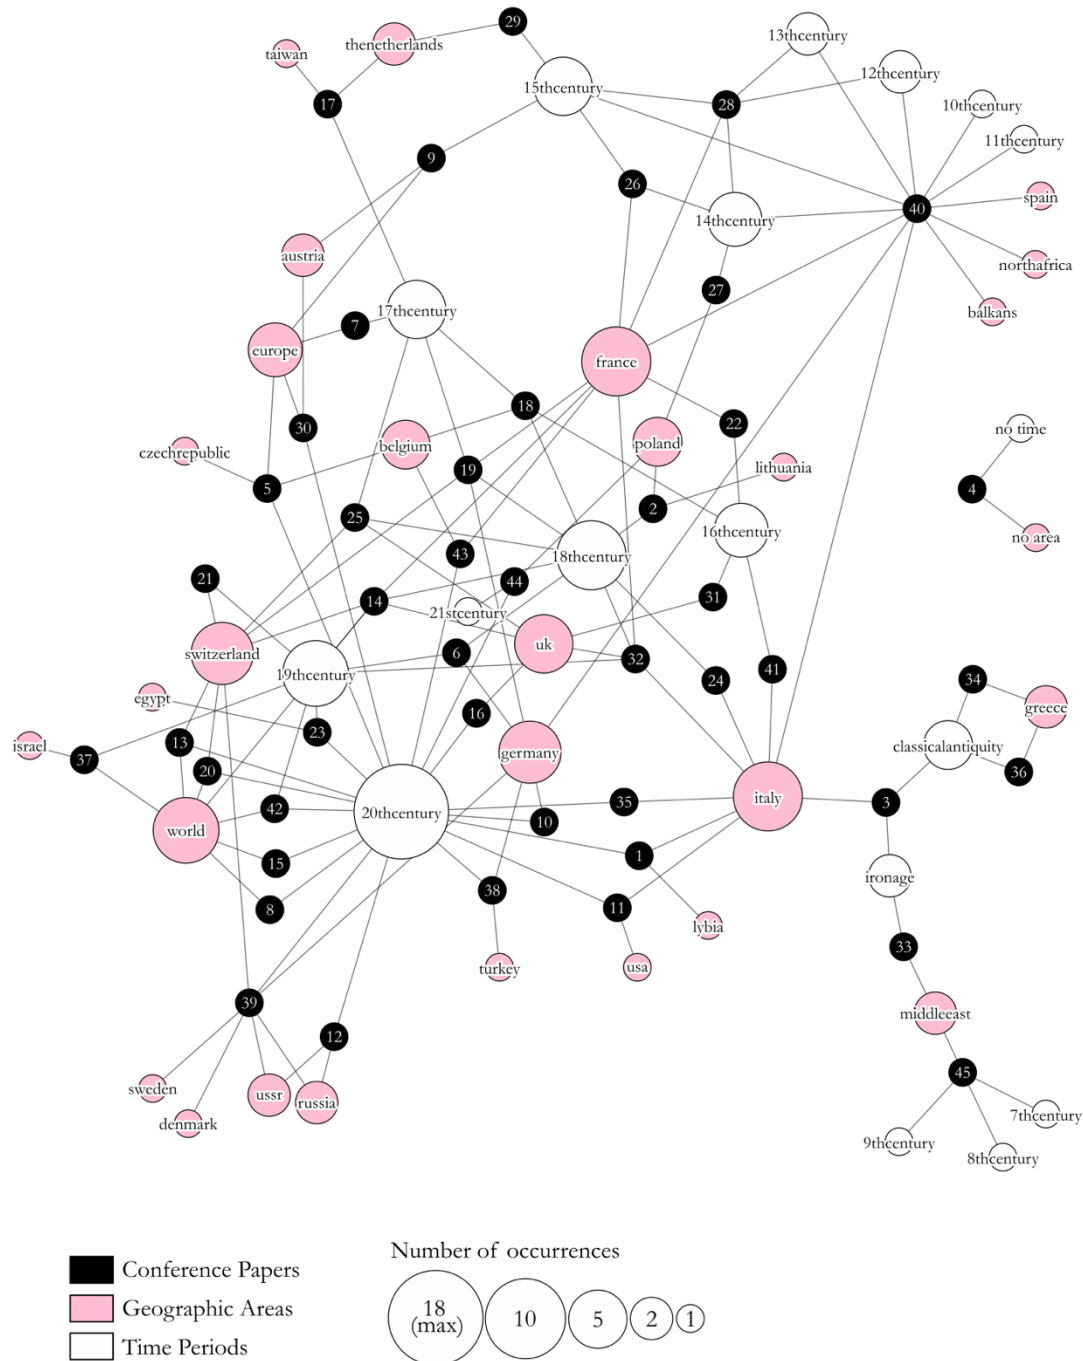 29
13thcentury
thenetherlands
taiwan
12thcentury
15thcentury
17
28
10thcentury
11thcentury
9
26
spain
40
14thcentury
austria
northafrica
27
17thcentury
balkans
7
europe
france
18
22
30
no time
belgium
poland
czechrepublic
lithuania
19
5
4
2
25
16thcentury
no area
43
18thcentury
21
44
14
31
21stcentury
uk
switzerland
6
32
19thcentury
41
34
24
egypt
greece
16
23
israel
13
classicalantiquity
germany
37
20
36
italy
35
3
42
20thcentury
world
10
1
15
ironage
38
8
11
lybia
33
turkey
usa
39
middleeast
12
45
sweden
ussr
russia
7thcentury
denmark
9thcentury
8thcentury
Number of occurrences
Conference Papers
Geographic Areas
Time Periods
18
(max)
10
5
2
1